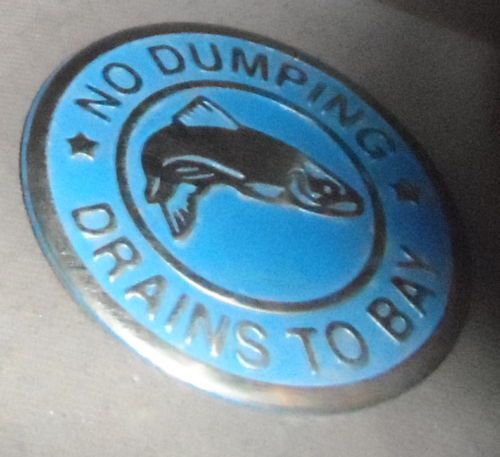 NO DUMPING
DRAINS TO BAY